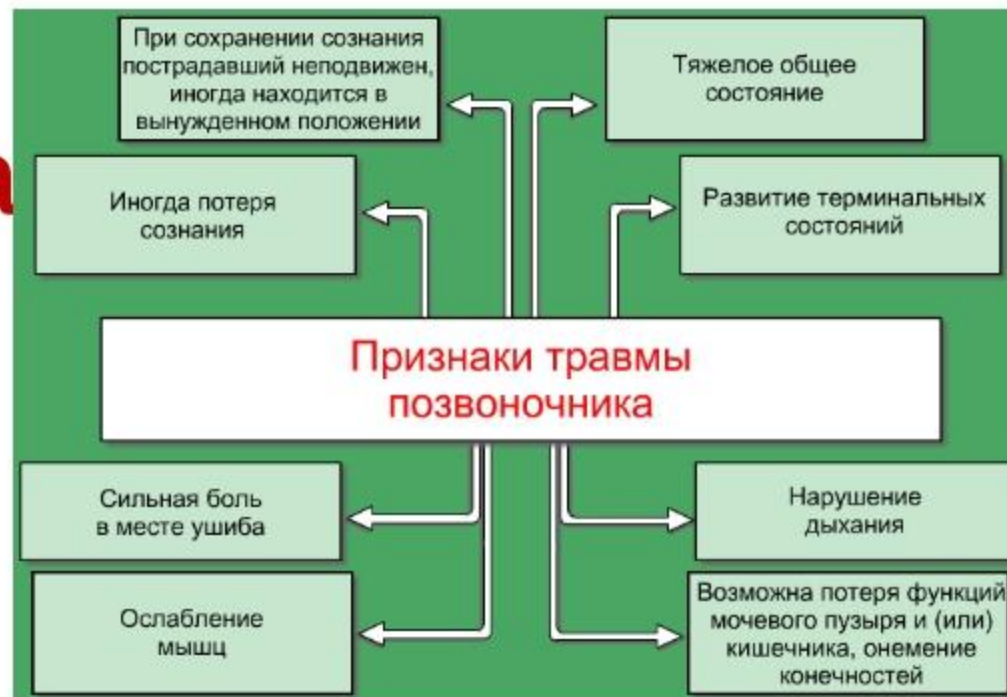 При сохранении сознания
пострадавший неподвижен,
иногда находится в
вынужденном положении
Тяжелое общее
состояние
Иногда потеря
сознания
Развитие терминальных
состояний
Признаки травмы
позвоночника
Сильная боль
в месте ушиба
Нарушение
дыхания
Ослабление
мышц
Возможна потеря функций
мочевого пузыря и (или)
кишечника, онемение
конечностей